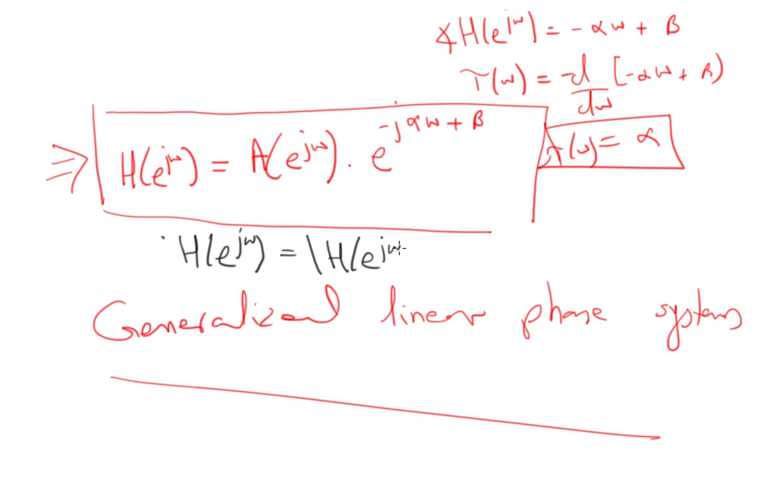 ∡H(e^jω) = -αω + β
τ(ω) = -d/dω [-αω + β)
⇒ H(e^jω) = A(e^jω) . e^-jαω + β
τ(ω) = α
H(e^jω) = |H(e^jω
Generalized linear phase systems